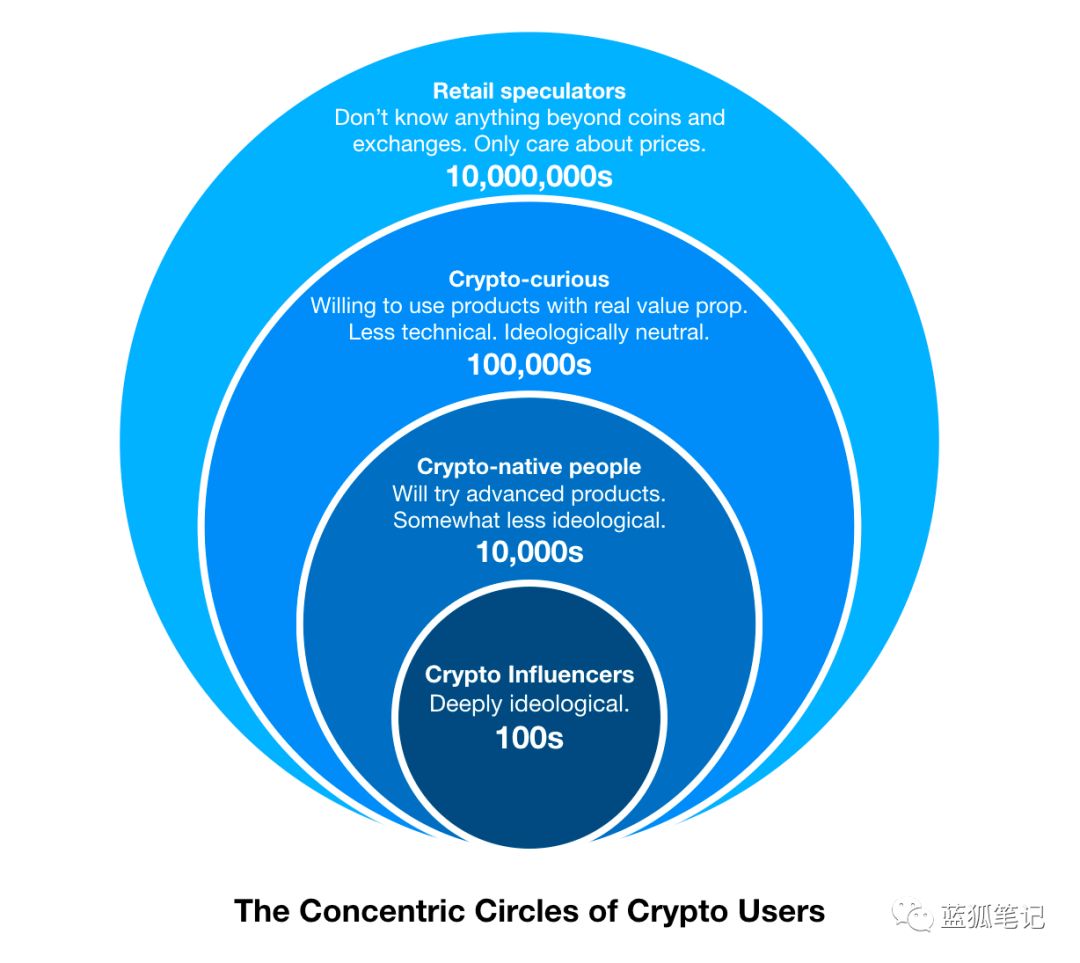 Retail speculators
Don’t know anything beyond coins and
exchanges. Only care about prices.
10,000,000s
Crypto-curious
Willing to use products with real value prop.
Less technical. Ideologically neutral.
100,000s
Crypto-native people
Will try advanced products.
Somewhat less ideological.
10,000s
Crypto Influencers
Deeply ideological.
100s
The Concentric Circles of Crypto Users
蓝狐笔记